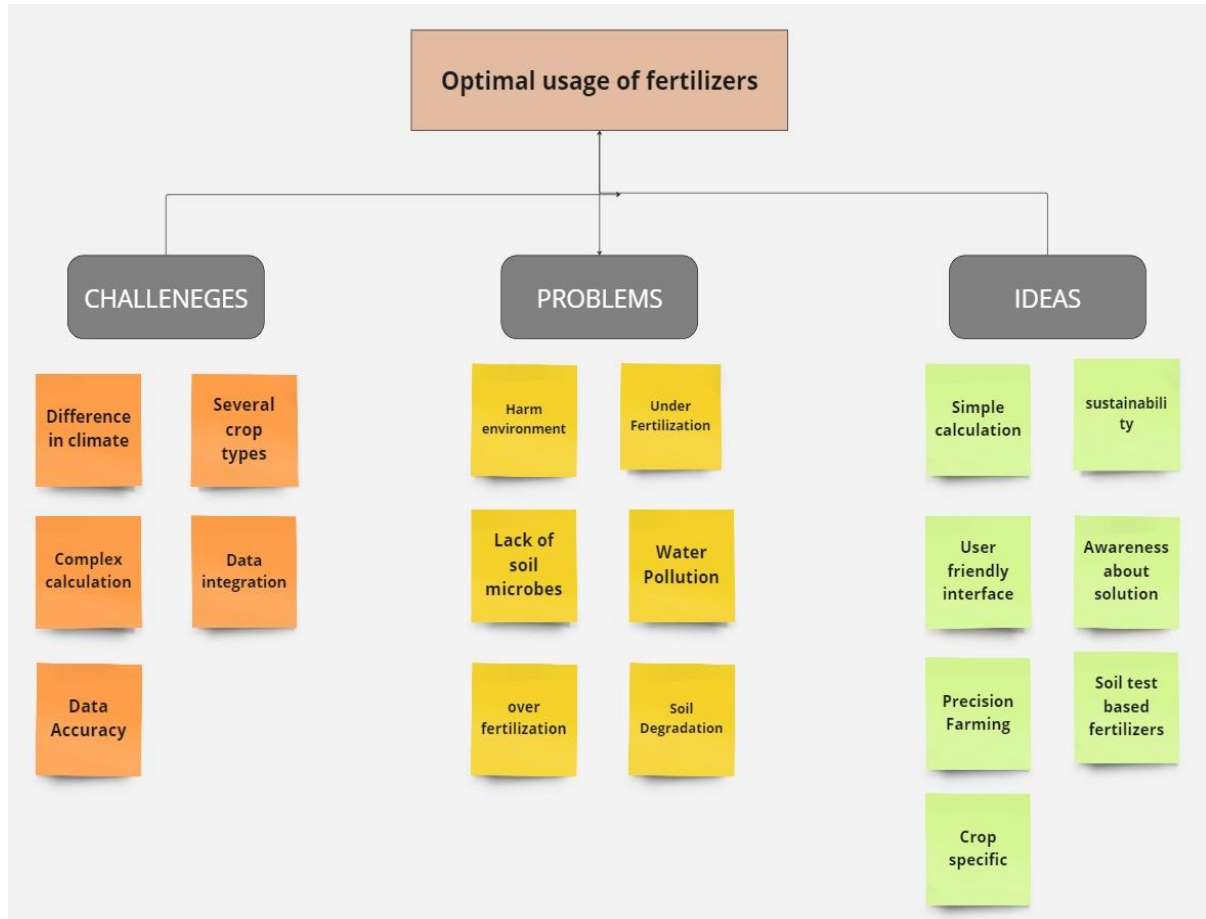 Optimal usage of fertilizers
CHALLENEGES
PROBLEMS
IDEAS
Difference
in climate
Several
crop
types
Complex
calculation
Data
integration
Data
Accuracy
Harm
environment
Under
Fertilization
Lack of
soil
microbes
Water
Pollution
over
fertilization
Soil
Degradation
Simple
calculation
sustainabili
ty
User
friendly
interface
Awareness
about
solution
Precision
Farming
Soil test
based
fertilizers
Crop
specific